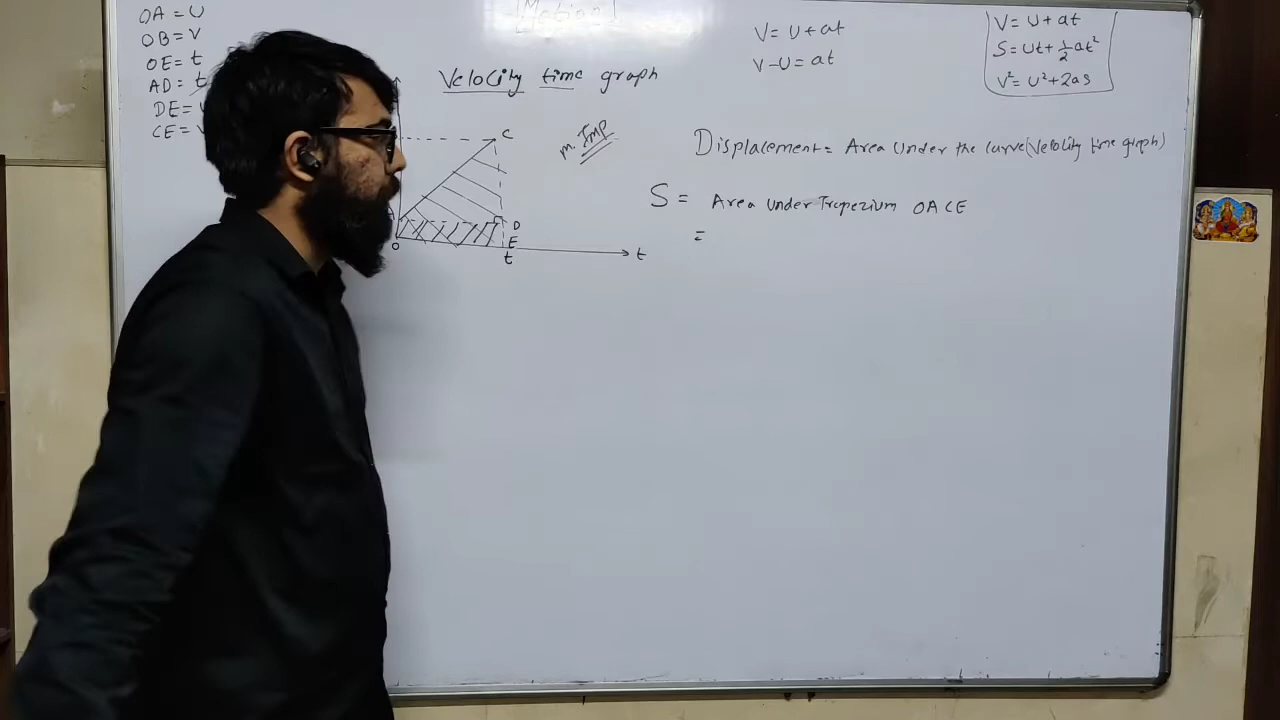 [Motion]
OA = U
OB = V
OE = t
AD = t
DE =
CE =
Velocity time graph
C
D
E
O
t
t
m. Imp
V = U + at
V - U = at
V = U + at
S = Ut + 1/2 at²
V² = U² + 2as
Displacement = Area Under the curve (Velocity time graph)
S = Area Under Trapezium OACE
=